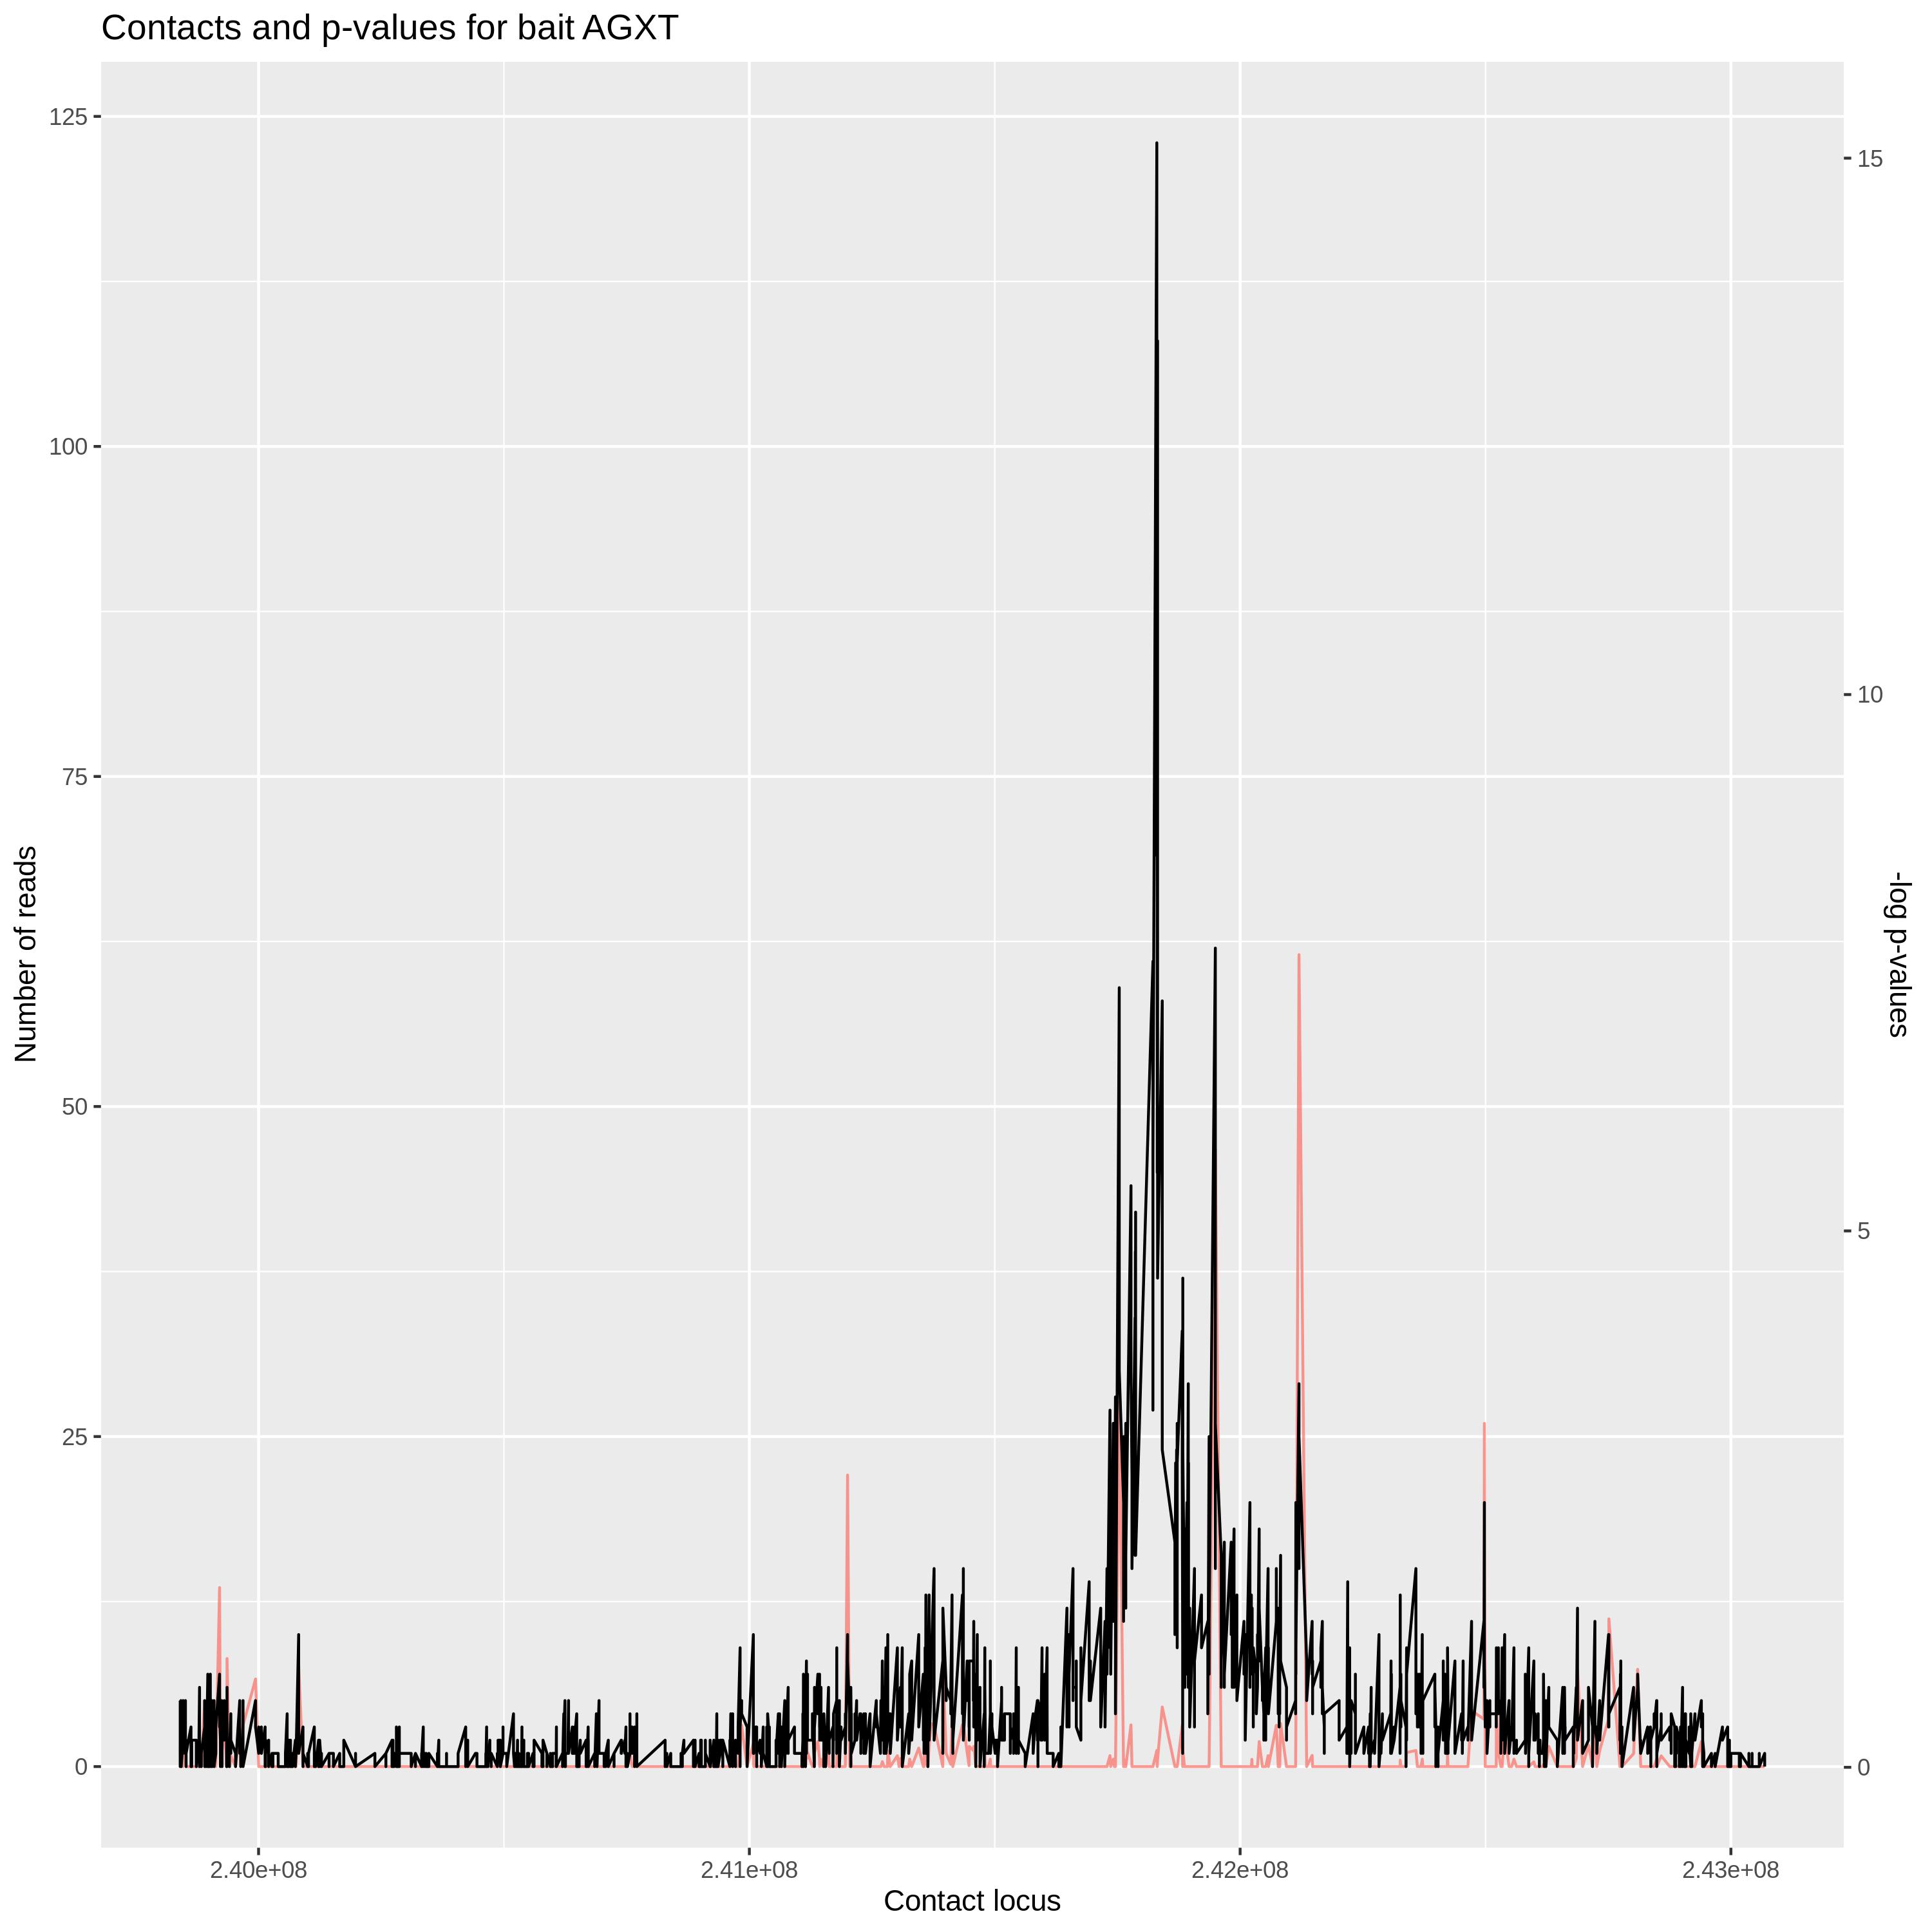 Contacts and p-values for bait AGXT
125
100
75
50
25
0
Number of reads
15
10
5
0
-log p-values
2.40e+08
2.41e+08
2.42e+08
2.43e+08
Contact locus